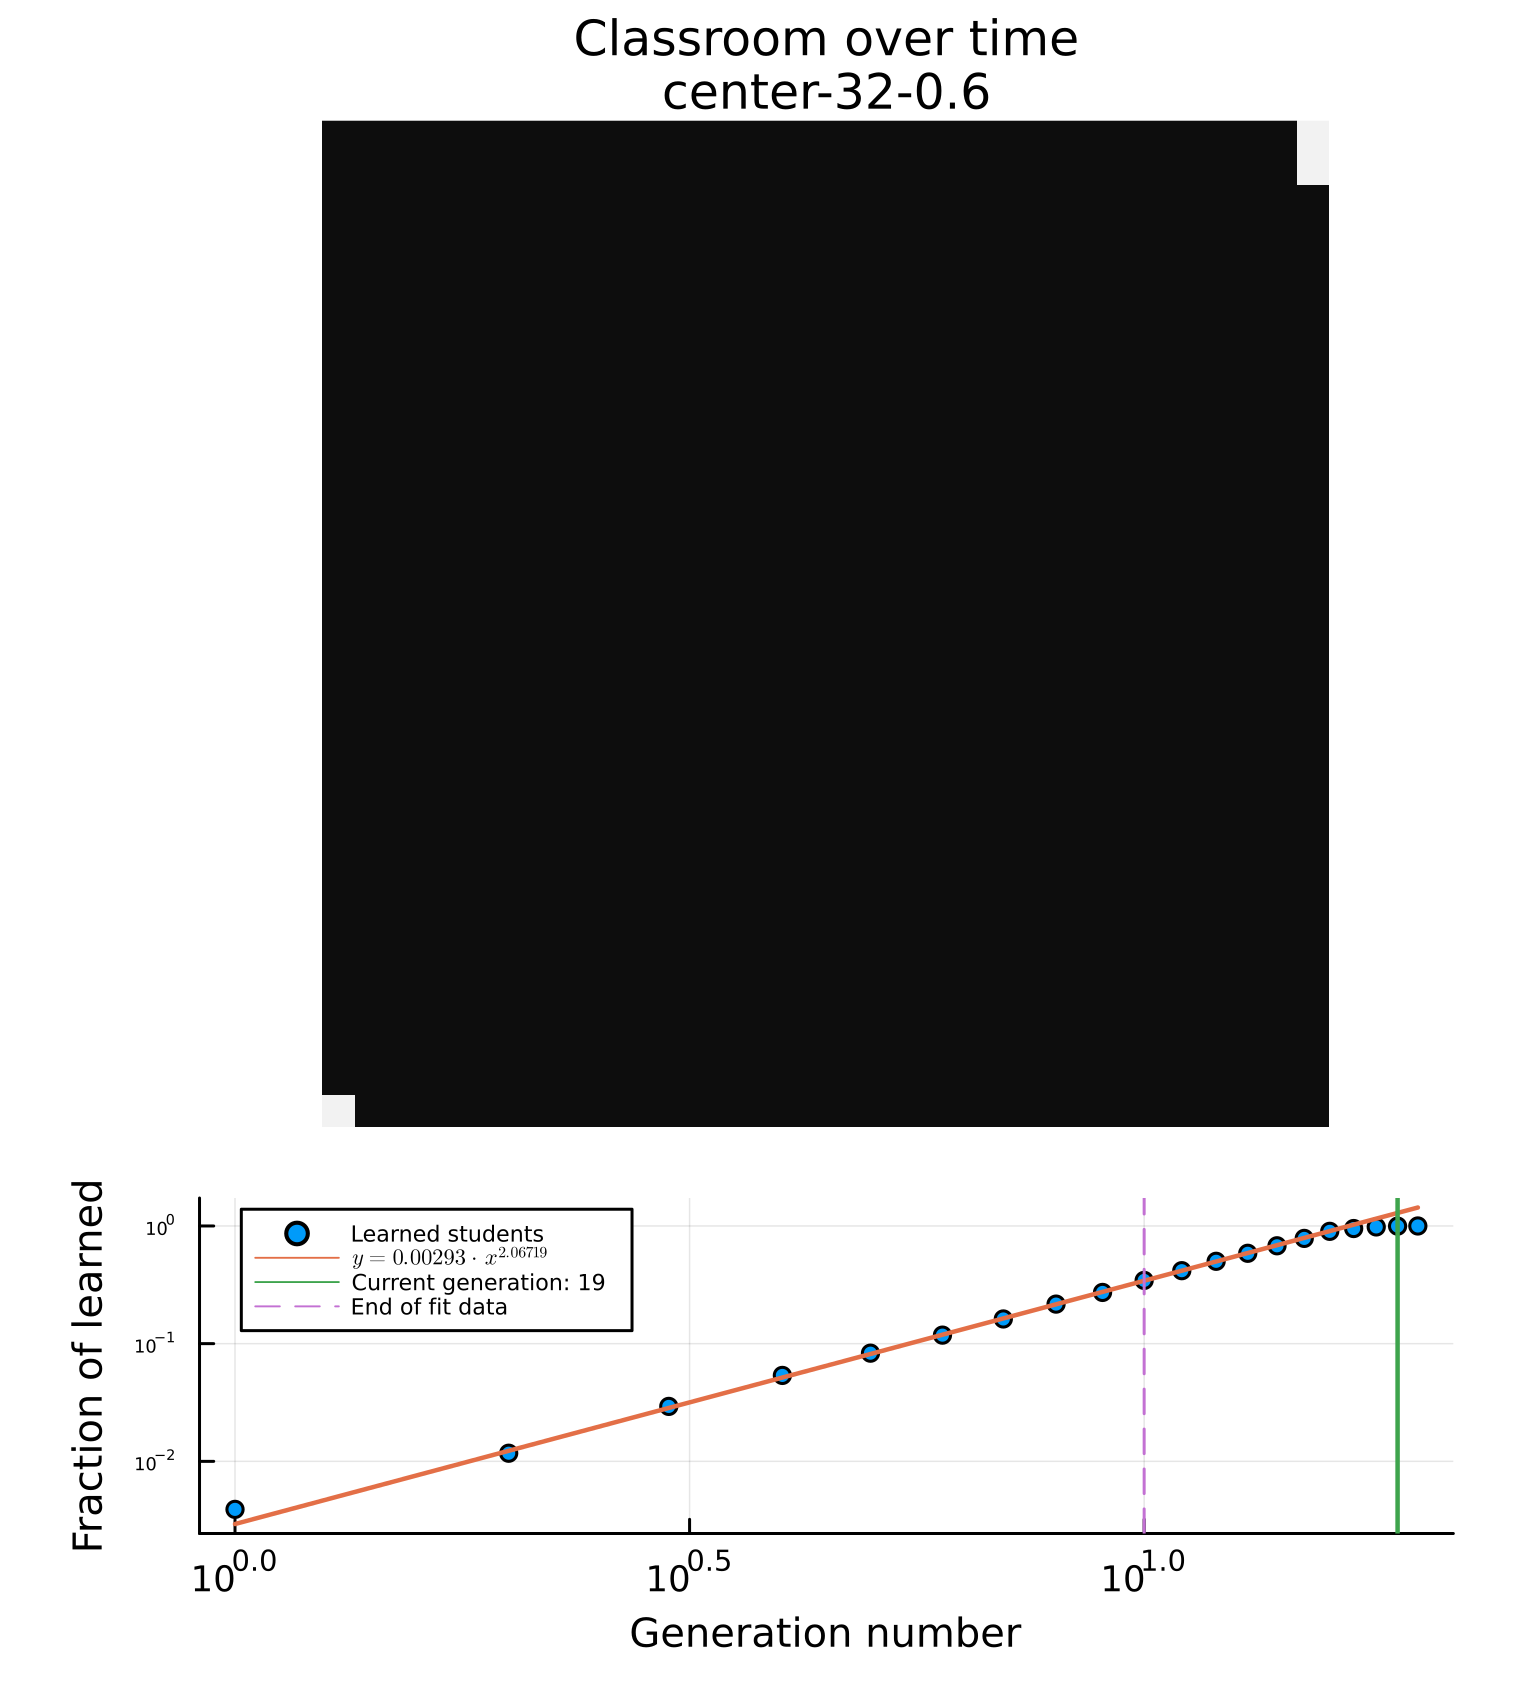 Classroom over time
center-32-0.6
Fraction of learned
10^0
10^-1
10^-2
Learned students
y = 0.00293 · x^2.06719
Current generation: 19
End of fit data
10^0.0 10^0.5 10^1.0
Generation number